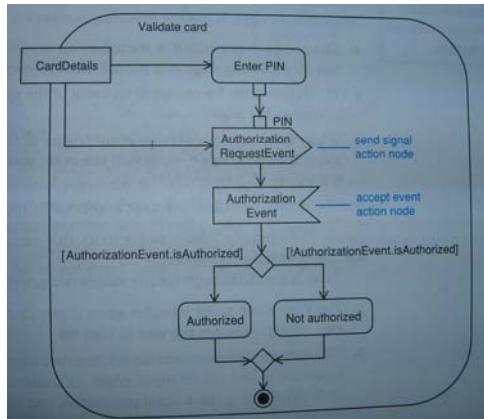 Validate card
CardDetails
Enter PIN
PIN
Authorization
RequestEvent
send signal
action node
Authorization
Event
accept event
action node
[AuthorizationEvent.isAuthorized]
[!AuthorizationEvent.isAuthorized]
Authorized
Not authorized